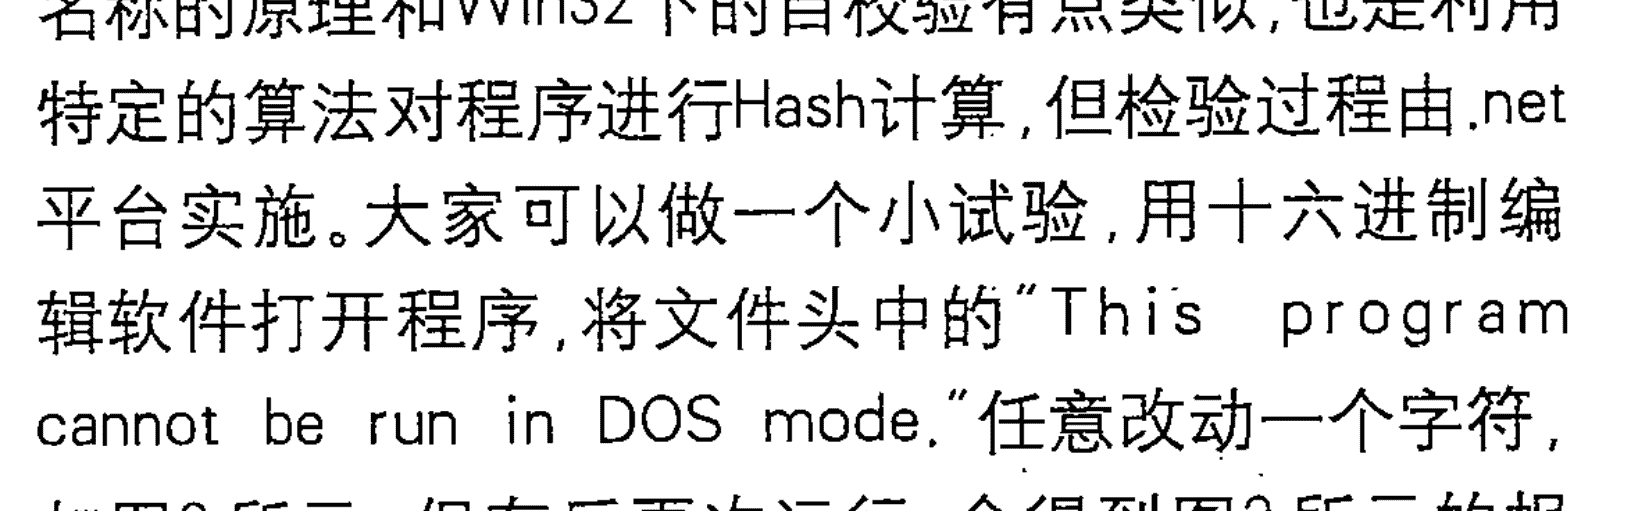 名称的原理和Win32下的自校验有点类似,也是利用
特定的算法对程序进行Hash计算,但检验过程由.net
平台实施。大家可以做一个小试验,用十六进制编
辑软件打开程序,将文件头中的“This program
cannot be run in DOS mode.”任意改动一个字符,